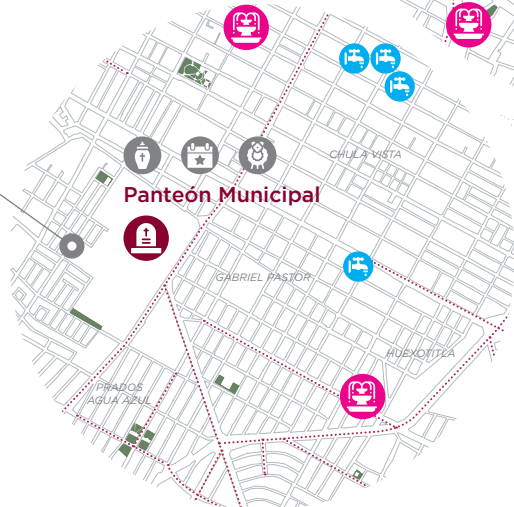 CHULA VISTA
Panteón Municipal
GABRIEL PASTOR
HUEXOTITLA
PRADOS
AGUA AZUL